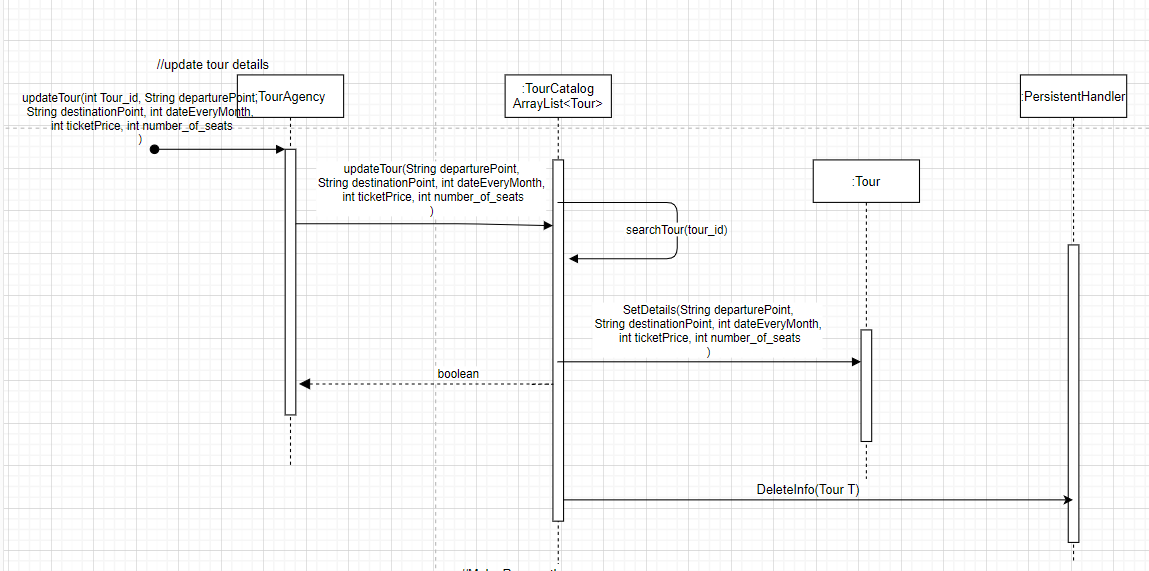 //update tour details
updateTour(int Tour_id, String departurePoint,
String destinationPoint, int dateEveryMonth,
int ticketPrice, int number_of_seats
)
:TourAgency
:TourCatalog
ArrayList<Tour>
:PersistentHandler
updateTour(String departurePoint,
String destinationPoint, int dateEveryMonth,
int ticketPrice, int number_of_seats
)
:Tour
searchTour(tour_id)
SetDetails(String departurePoint,
String destinationPoint, int dateEveryMonth,
int ticketPrice, int number_of_seats
)
boolean
DeleteInfo(Tour T)